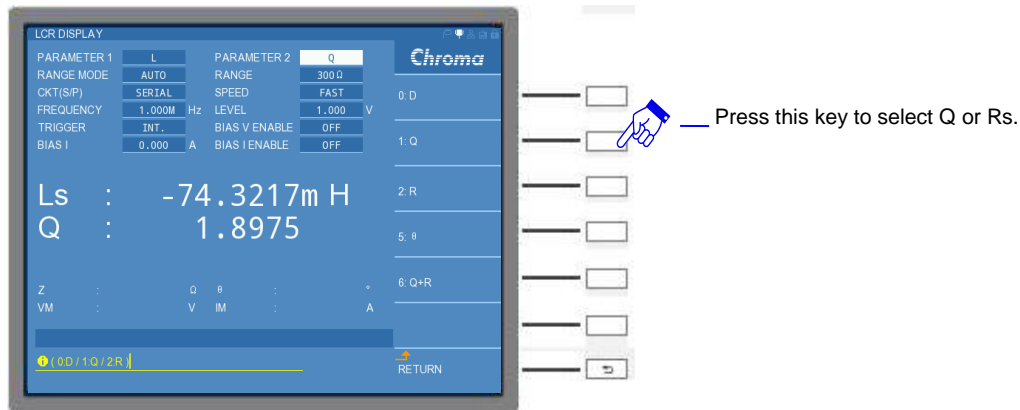 LCR DISPLAY
PARAMETER 1 L PARAMETER 2 Q
RANGE MODE AUTO RANGE 300 Ω
CKT(S/P) SERIAL SPEED FAST
FREQUENCY 1.000M Hz LEVEL 1.000 V
TRIGGER INT. BIAS V ENABLE OFF
BIAS I 0.000 A BIAS I ENABLE OFF
Ls : -74.3217m H
Q : 1.8975
Z : Ω θ : °
VM : V IM : A
( 0:D / 1:Q / 2:R )
Chroma
0: D
1: Q
2: R
5: θ
6: Q+R
RETURN
Press this key to select Q or Rs.